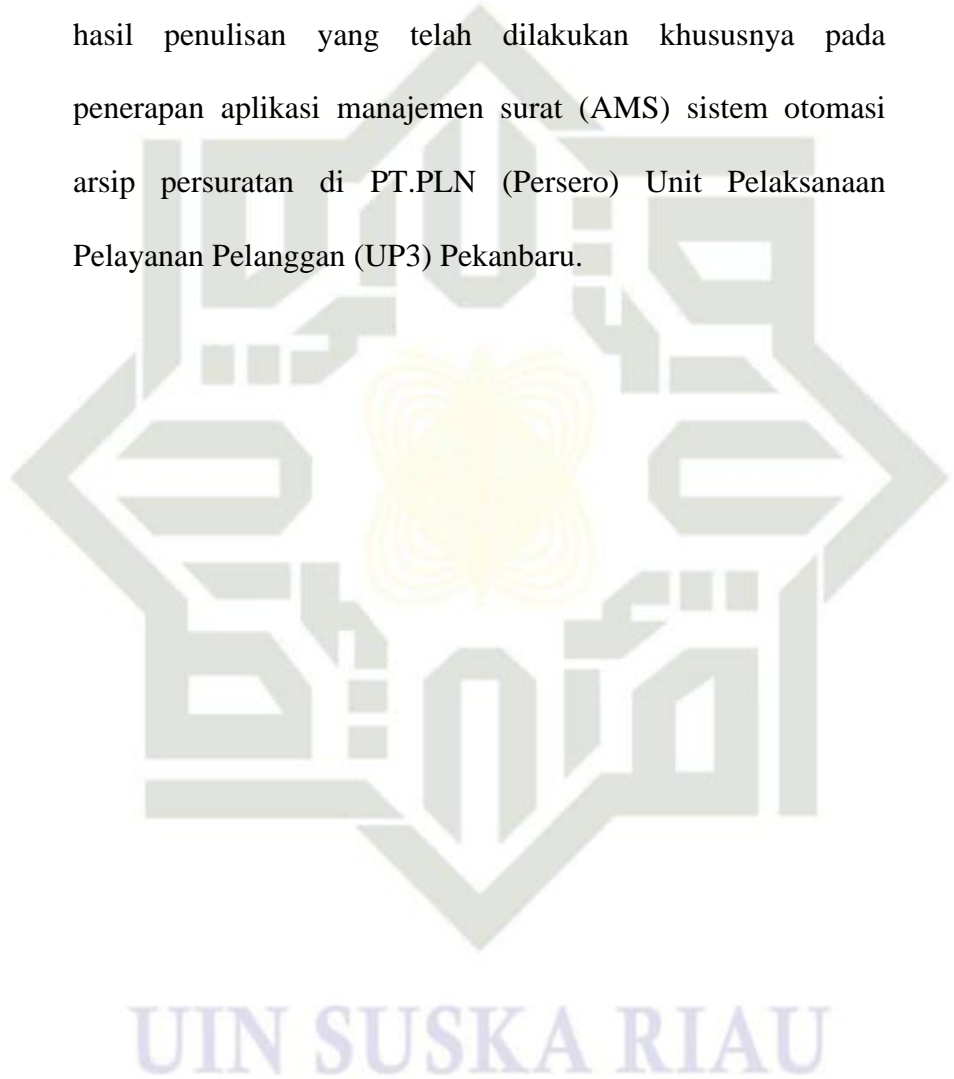 hasil penulisan yang telah dilakukan khususnya pada
penerapan aplikasi manajemen surat (AMS) sistem otomasi
arsip persuratan di PT.PLN (Persero) Unit Pelaksanaan
Pelayanan Pelanggan (UP3) Pekanbaru.
UIN SUSKA RIAU